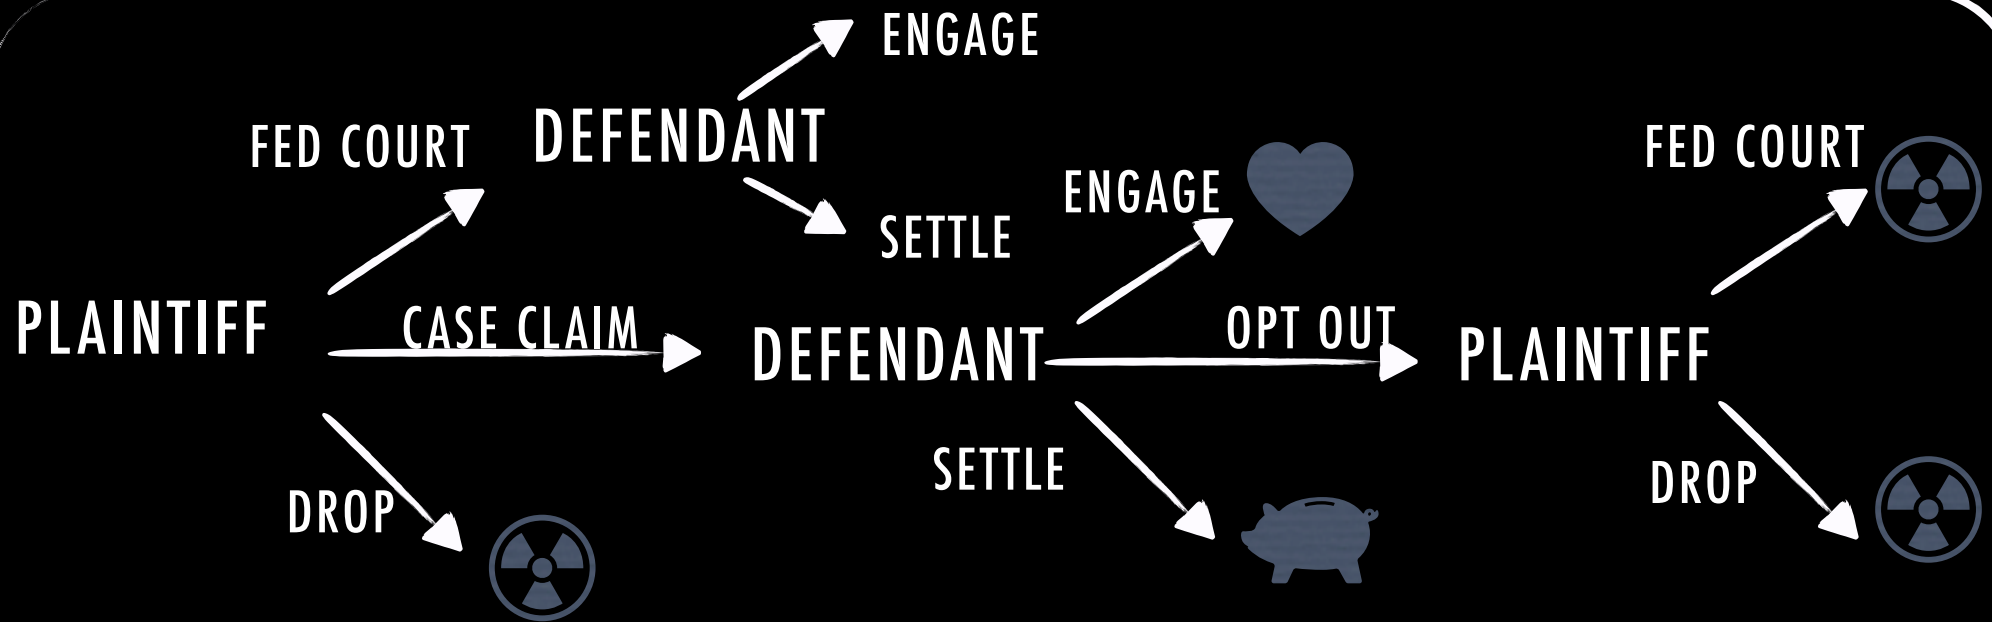 ENGAGE
FED COURT
DEFENDANT
SETTLE
ENGAGE
FED COURT
PLAINTIFF
CASE CLAIM
DEFENDANT
OPT OUT
PLAINTIFF
DROP
SETTLE
DROP